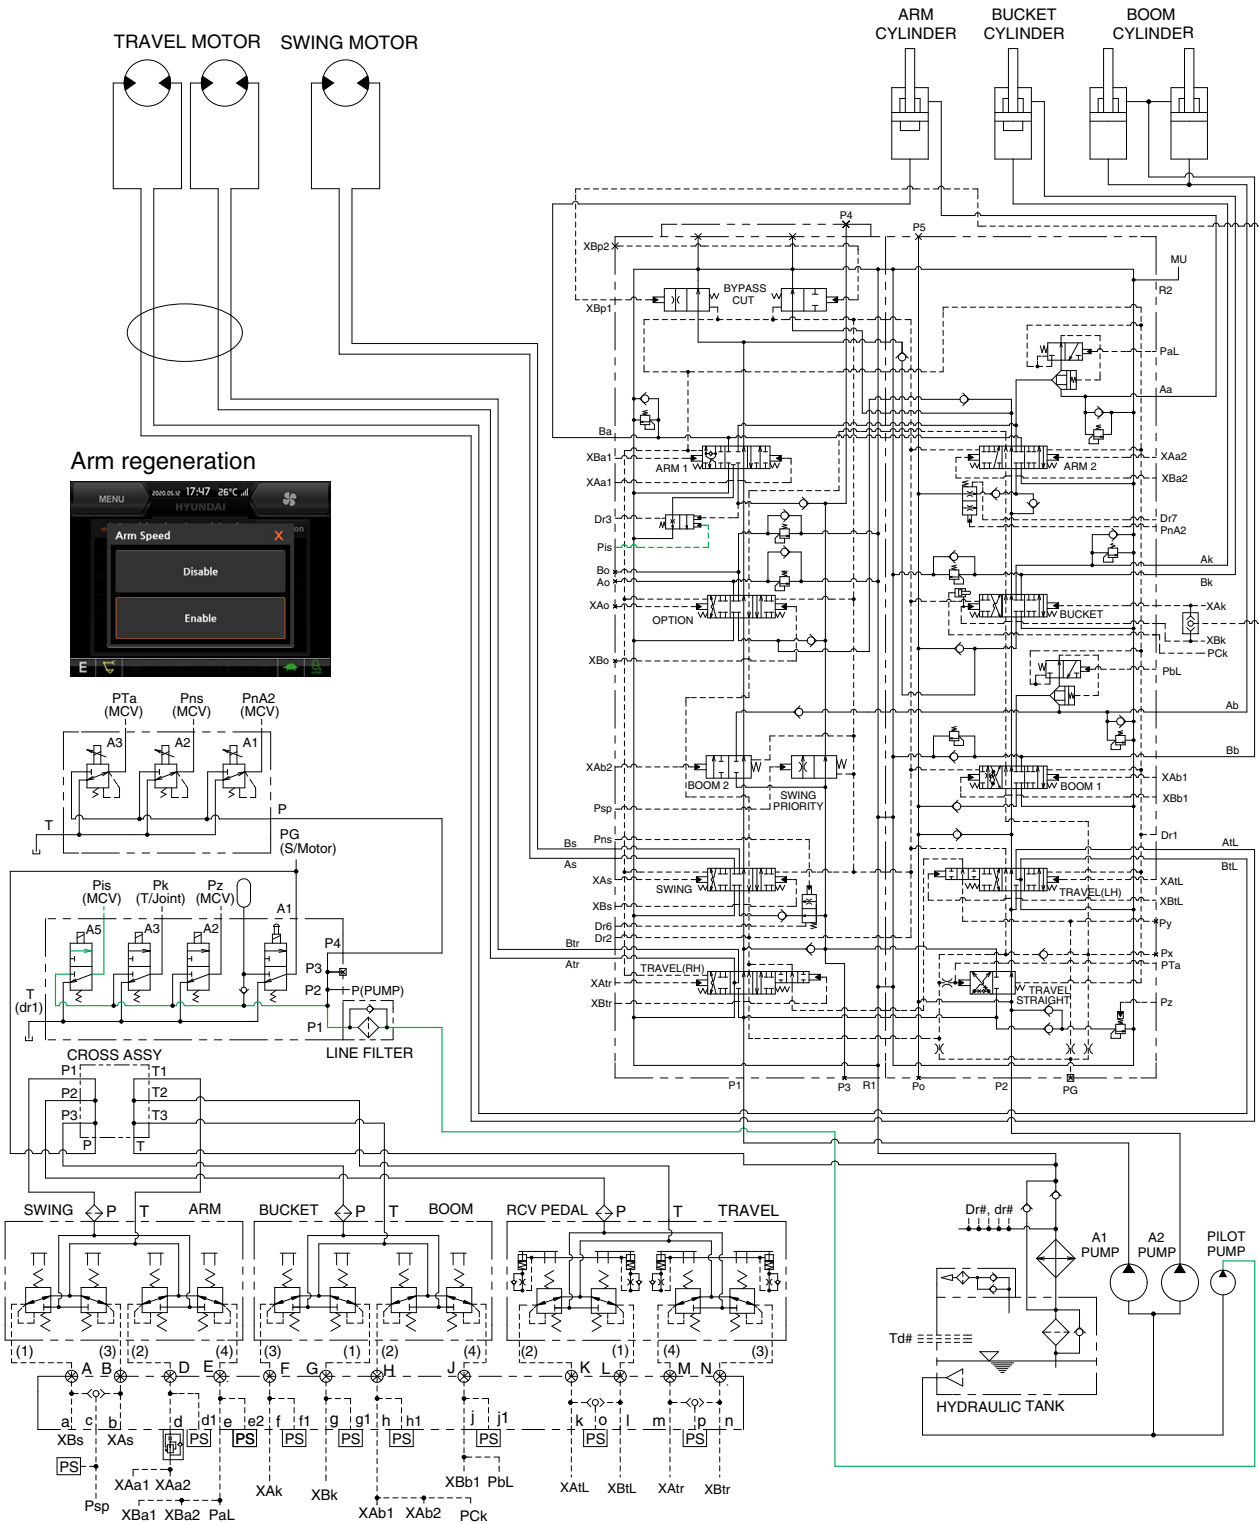 TRAVEL MOTOR
SWING MOTOR
ARM CYLINDER
BUCKET CYLINDER
BOOM CYLINDER
P4
P5
XBp2
MU
R2
BYPASS CUT
XBp1
PaL
Aa
Ba
XBa1
ARM 1
XAa1
ARM 2
XAa2
XBa2
Dr3
Dr7
PnA2
Pis
Bo
Ao
Ak
Bk
XAo
OPTION
BUCKET
XAk
XBk
PCk
XBo
PbL
Ab
Bb
XAb2
BOOM 2
SWING PRIORITY
BOOM 1
XAb1
XBb1
Psp
Pns
Dr1
Bs
As
AtL
BtL
XAs
SWING
TRAVEL(LH)
XAtL
XBtL
XBs
Dr6
Dr2
Py
Btr
Atr
Px
PTa
TRAVEL(RH)
XAtr
XBtr
TRAVEL STRAIGHT
Pz
P1
P3
R1
Po
P2
PG
Arm regeneration
MENU
2020.05.12 17:47 26°C
HYUNDAI
on
Arm Speed X
Disable
Enable
E
PTa (MCV)
Pns (MCV)
PnA2 (MCV)
A3
A2
A1
P
T
PG (S/Motor)
Pis (MCV)
Pk (T/Joint)
Pz (MCV)
A1
A5
A3
A2
P4
P3
P2
P(PUMP)
T (dr1)
P1
LINE FILTER
CROSS ASSY
P1
T1
P2
T2
P3
T3
P
T
SWING
P
T
ARM
BUCKET
P
T
BOOM
RCV PEDAL
P
T
TRAVEL
(1)
(3)
(2)
(4)
(3)
(1)
(2)
(4)
(2)
(1)
(4)
(3)
A B D E F G H J K L M N
a c b d d1 e e2 f f1 g g1 h h1 j j1 k o l m p n
XBs
XAs
PS
PS
PS
PS
PS
PS
PS
PS
PS
PS
Psp
XAa1
XAa2
XBa1
XBa2
PaL
XAk
XBk
XAb1
XAb2
PCk
XBb1
PbL
XAtL
XBtL
XAtr
XBtr
Dr#, dr#
A1 PUMP
A2 PUMP
PILOT PUMP
Td#
HYDRAULIC TANK